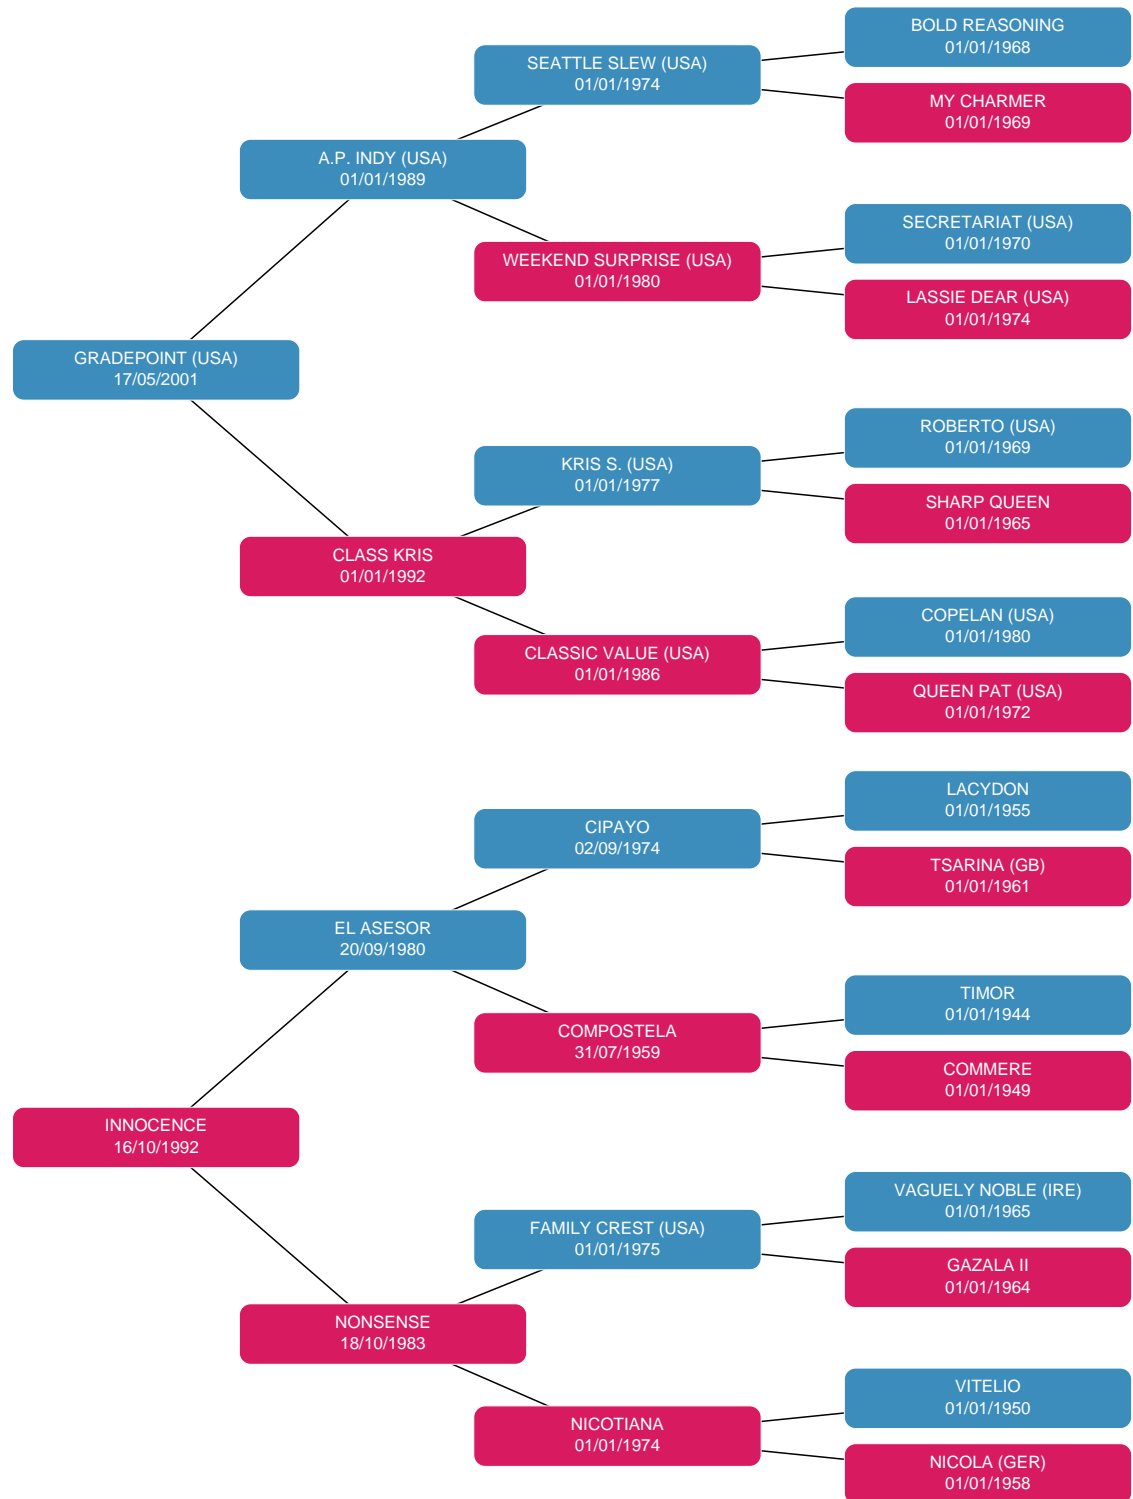 BOLD REASONING
01/01/1968
SEATTLE SLEW (USA)
01/01/1974
MY CHARMER
01/01/1969
A.P. INDY (USA)
01/01/1989
SECRETARIAT (USA)
01/01/1970
WEEKEND SURPRISE (USA)
01/01/1980
LASSIE DEAR (USA)
01/01/1974
GRADEPOINT (USA)
17/05/2001
ROBERTO (USA)
01/01/1969
KRIS S. (USA)
01/01/1977
SHARP QUEEN
01/01/1965
CLASS KRIS
01/01/1992
COPELAN (USA)
01/01/1980
CLASSIC VALUE (USA)
01/01/1986
QUEEN PAT (USA)
01/01/1972
LACYDON
01/01/1955
CIPAYO
02/09/1974
TSARINA (GB)
01/01/1961
EL ASESOR
20/09/1980
TIMOR
01/01/1944
COMPOSTELA
31/07/1959
COMMERE
01/01/1949
INNOCENCE
16/10/1992
VAGUELY NOBLE (IRE)
01/01/1965
FAMILY CREST (USA)
01/01/1975
GAZALA II
01/01/1964
NONSENSE
18/10/1983
VITELIO
01/01/1950
NICOTIANA
01/01/1974
NICOLA (GER)
01/01/1958